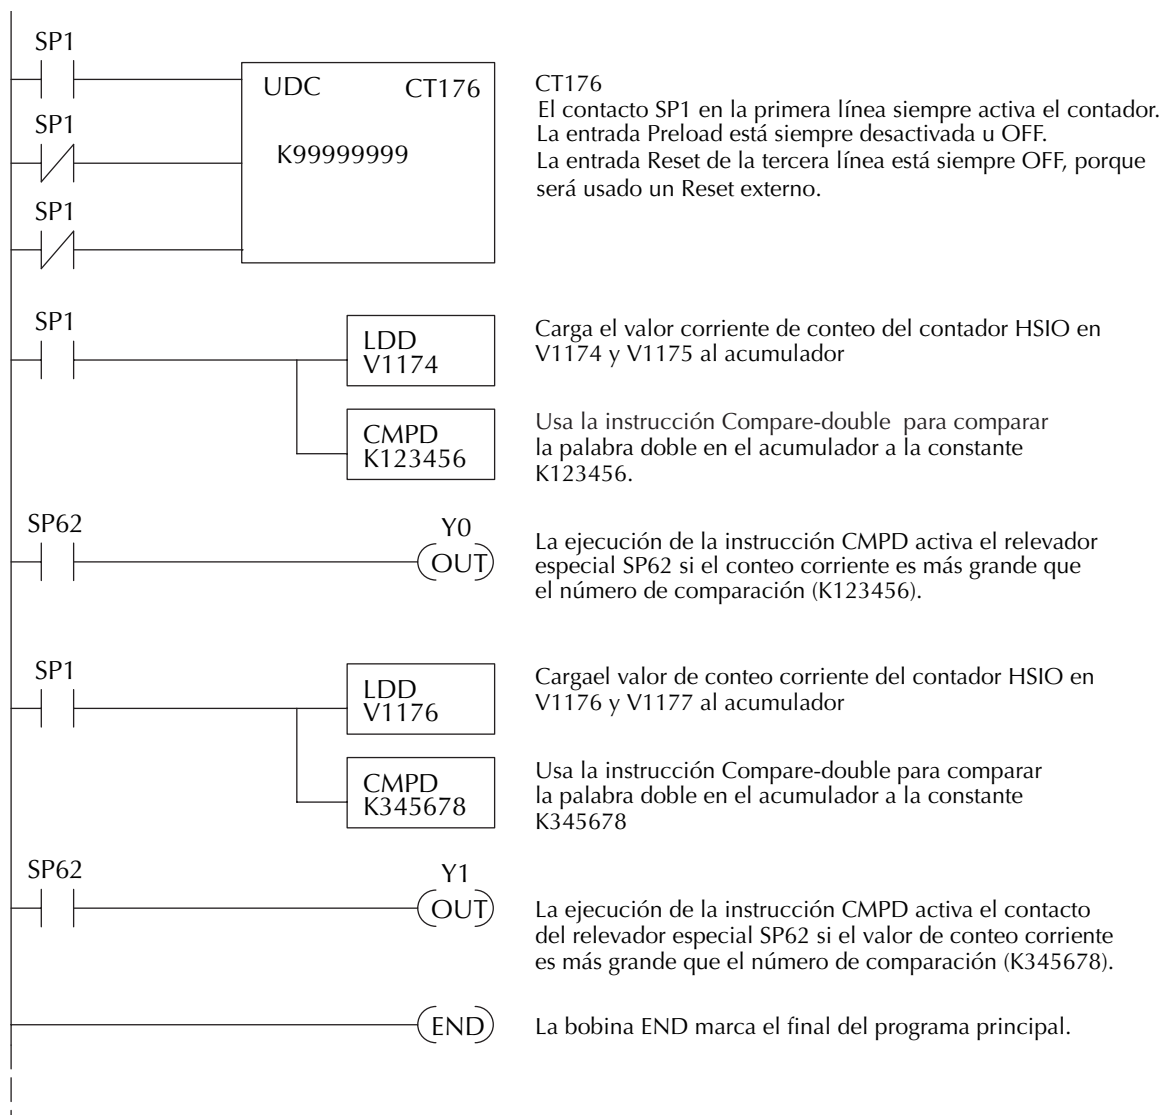 SP1
UDC CT176
K99999999
SP1
SP1
CT176
El contacto SP1 en la primera línea siempre activa el contador.
La entrada Preload está siempre desactivada u OFF.
La entrada Reset de la tercera línea está siempre OFF, porque
será usado un Reset externo.
SP1
LDD
V1174
Carga el valor corriente de conteo del contador HSIO en
V1174 y V1175 al acumulador
CMPD
K123456
Usa la instrucción Compare-double para comparar
la palabra doble en el acumulador a la constante
K123456.
SP62
Y0
OUT
La ejecución de la instrucción CMPD activa el relevador
especial SP62 si el conteo corriente es más grande que
el número de comparación (K123456).
SP1
LDD
V1176
Cargael valor de conteo corriente del contador HSIO en
V1176 y V1177 al acumulador
CMPD
K345678
Usa la instrucción Compare-double para comparar
la palabra doble en el acumulador a la constante
K345678
SP62
Y1
OUT
La ejecución de la instrucción CMPD activa el contacto
del relevador especial SP62 si el valor de conteo corriente
es más grande que el número de comparación (K345678).
END
La bobina END marca el final del programa principal.